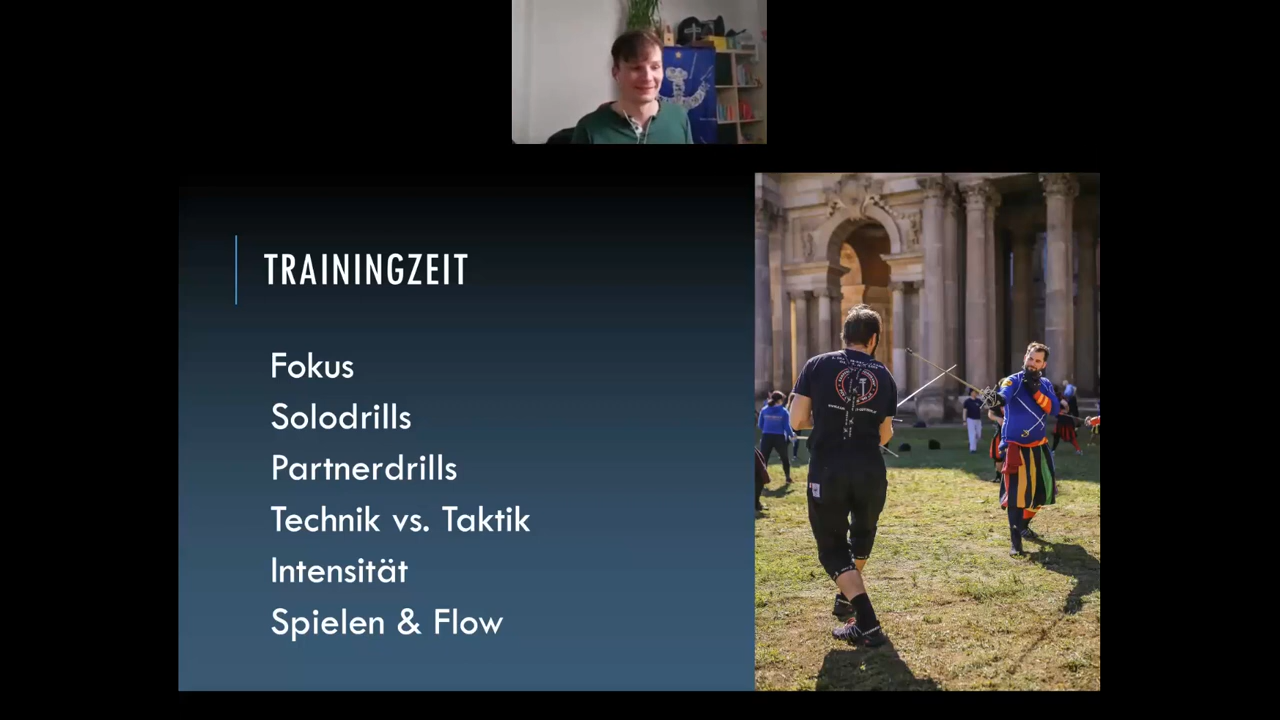 TRAININGZEIT
Fokus
Solodrills
Partnerdrills
Technik vs. Taktik
Intensität
Spielen & Flow